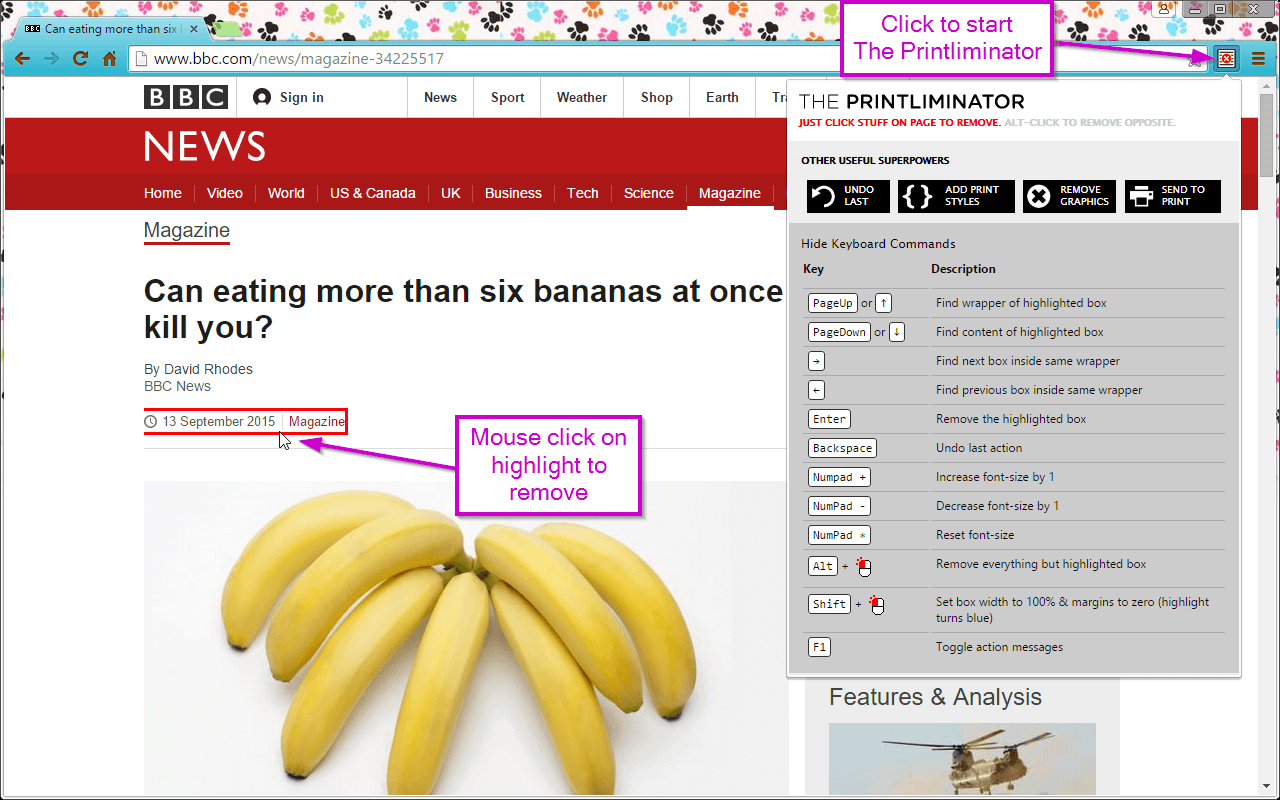 Can eating more than six
www.bbc.com/news/magazine-34225517
Click to start
The Printliminator
BBC
Sign in
News
Sport
Weather
Shop
Earth
NEWS
Home
Video
World
US & Canada
UK
Business
Tech
Science
Magazine
Magazine
Can eating more than six bananas at once
kill you?
By David Rhodes
BBC News
13 September 2015
Magazine
Mouse click on
highlight to
remove
THE PRINTLIMINATOR
JUST CLICK STUFF ON PAGE TO REMOVE. ALT-CLICK TO REMOVE OPPOSITE.
OTHER USEFUL SUPERPOWERS
UNDO
LAST
{ }
ADD PRINT
STYLES
REMOVE
GRAPHICS
SEND TO
PRINT
Hide Keyboard Commands
Key Description
PageUp or ↑ Find wrapper of highlighted box
PageDown or ↓ Find content of highlighted box
→ Find next box inside same wrapper
← Find previous box inside same wrapper
Enter Remove the highlighted box
Backspace Undo last action
Numpad + Increase font-size by 1
NumPad - Decrease font-size by 1
NumPad * Reset font-size
Alt + Remove everything but highlighted box
Shift + Set box width to 100% & margins to zero (highlight
turns blue)
F1 Toggle action messages
Features & Analysis